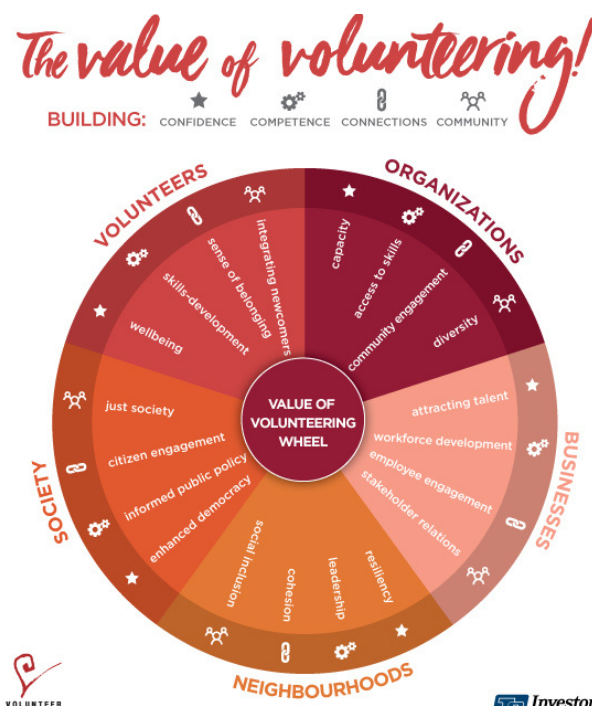 The value of volunteering!
BUILDING: CONFIDENCE COMPETENCE CONNECTIONS COMMUNITY
VOLUNTEERS
wellbeing
skills-development
sense of belonging
integrating newcomers
ORGANIZATIONS
capacity
access to skills
community engagement
diversity
BUSINESSES
attracting talent
workforce development
employee engagement
stakeholder relations
NEIGHBOURHOODS
resiliency
leadership
cohesion
social inclusion
SOCIETY
enhanced democracy
informed public policy
citizen engagement
just society
VALUE OF
VOLUNTEERING
WHEEL
VOLUNTEER
Investor